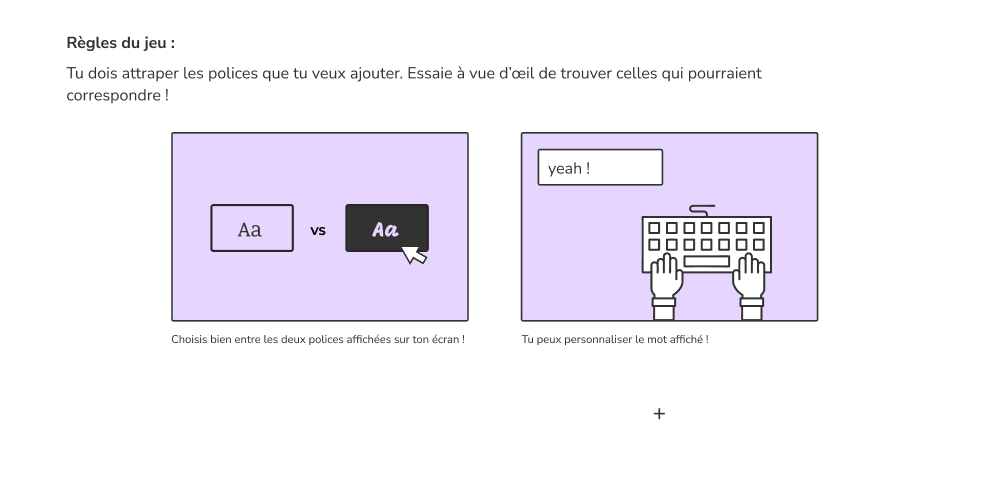 Règles du jeu :
Tu dois attraper les polices que tu veux ajouter. Essaie à vue d’œil de trouver celles qui pourraient
correspondre !
yeah !
Aa vs Aa
Choisis bien entre les deux polices affichées sur ton écran !
Tu peux personnaliser le mot affiché !
+